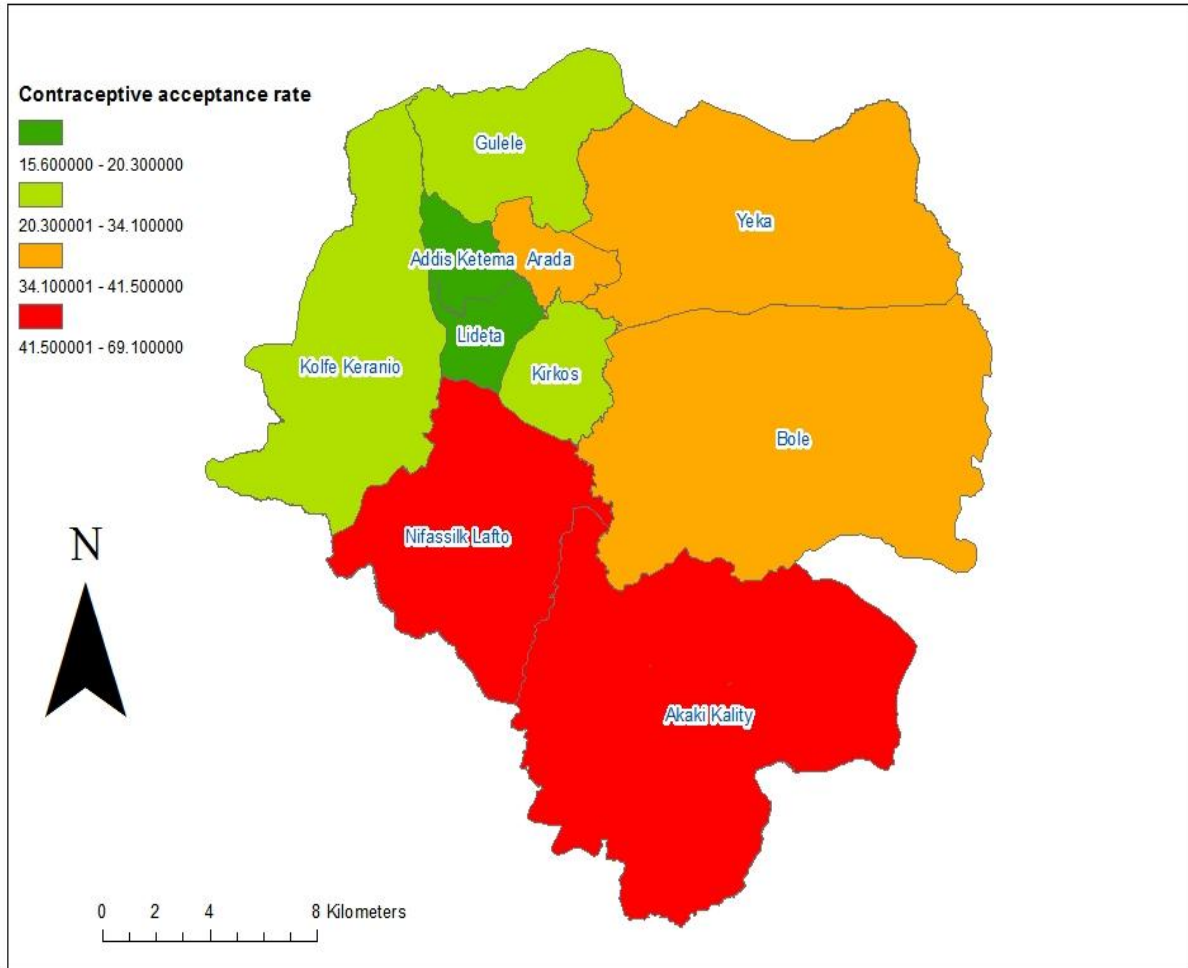 Contraceptive acceptance rate
15.600000 - 20.300000
20.300001 - 34.100000
34.100001 - 41.500000
41.500001 - 69.100000
Gulele
Yeka
Addis Ketema
Arada
Lideta
Kolfe Keranio
Kirkos
Bole
Nifassilk Lafto
Akaki Kality
N
0 2 4 8 Kilometers